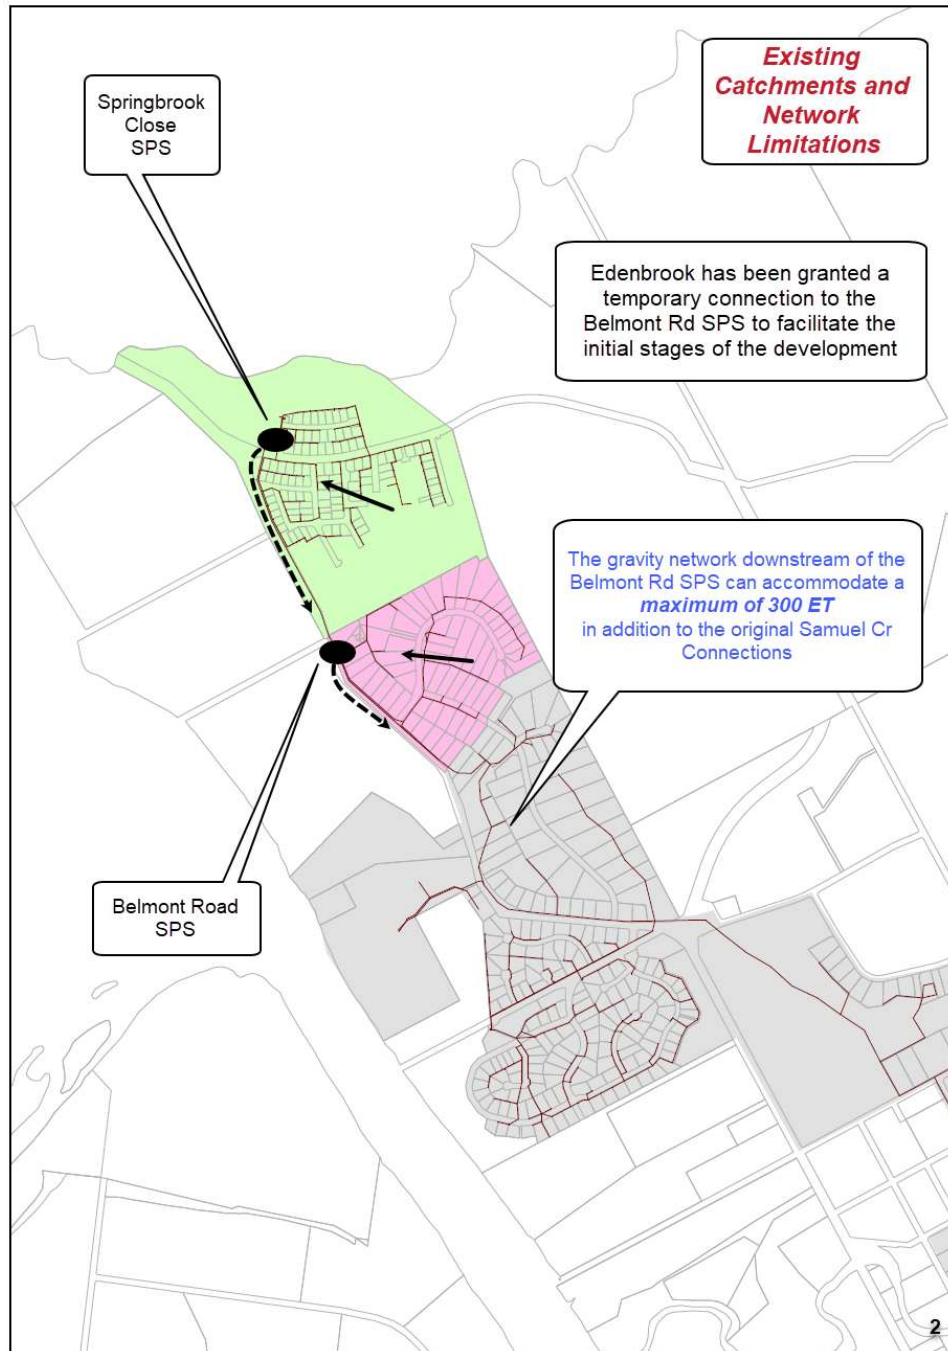 Existing
Catchments and
Network
Limitations
Springbrook
Close
SPS
Edenbrook has been granted a
temporary connection to the
Belmont Rd SPS to facilitate the
initial stages of the development
The gravity network downstream of the
Belmont Rd SPS can accommodate a
maximum of 300 ET
in addition to the original Samuel Cr
Connections
Belmont Road
SPS
2